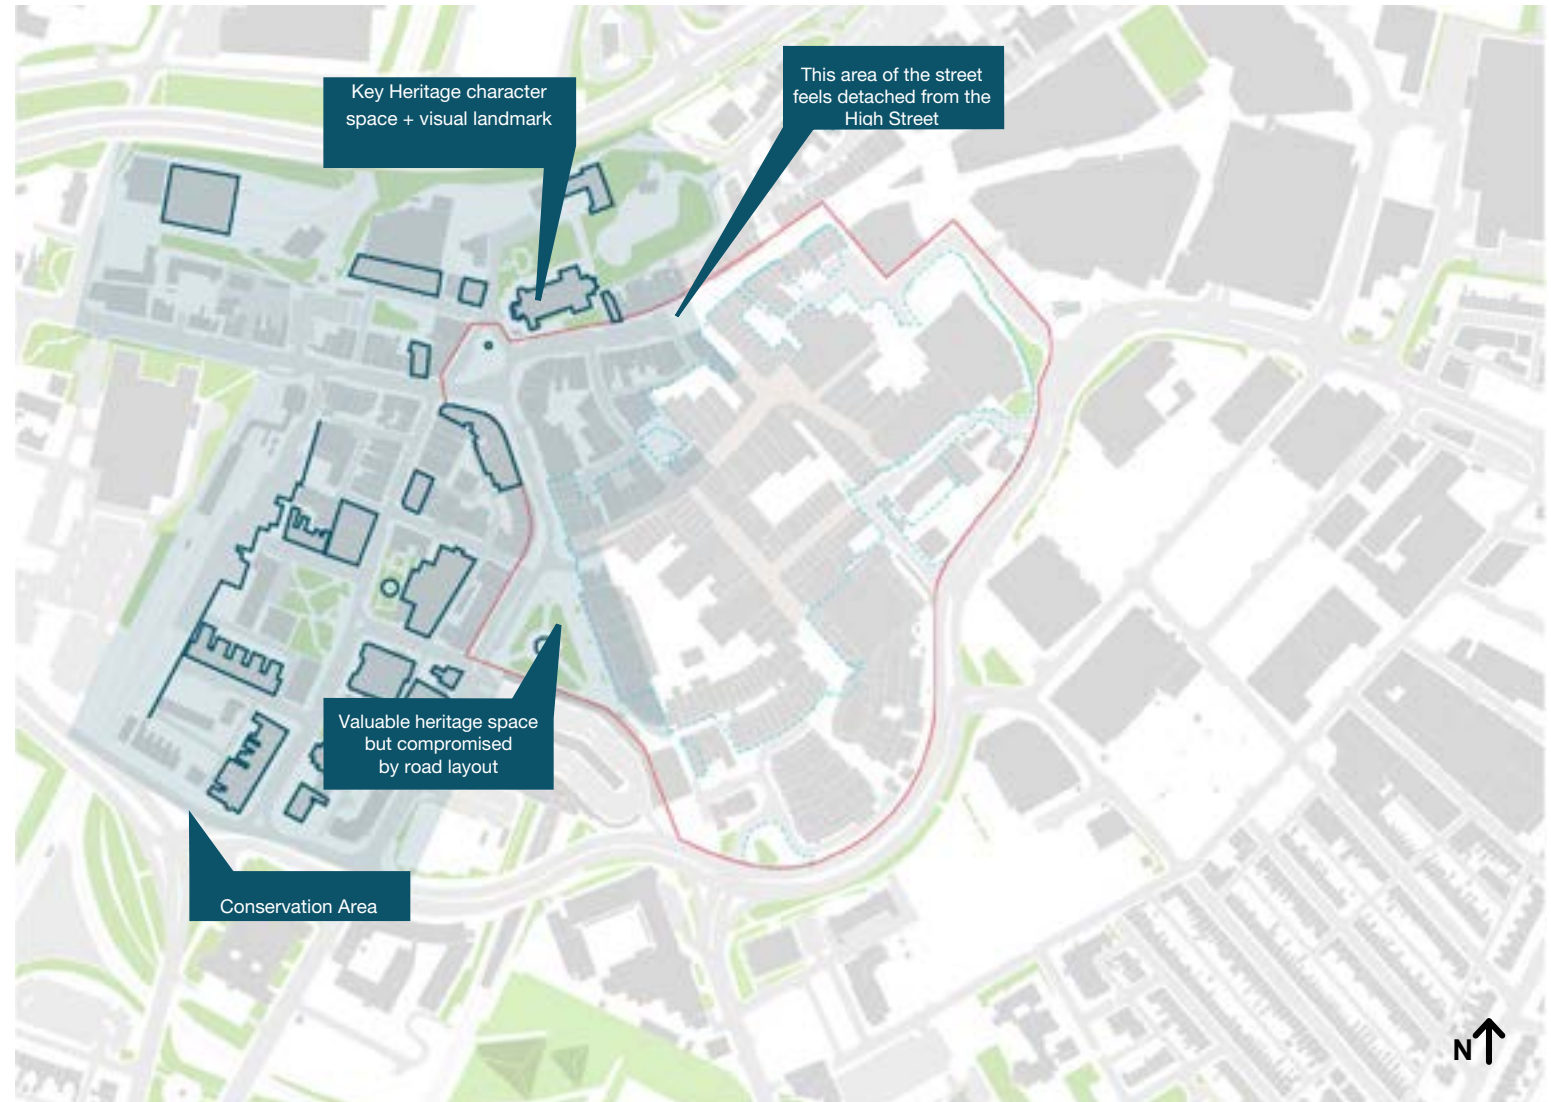 Key Heritage character
space + visual landmark
This area of the street
feels detached from the
High Street
Valuable heritage space
but compromised
by road layout
Conservation Area
N